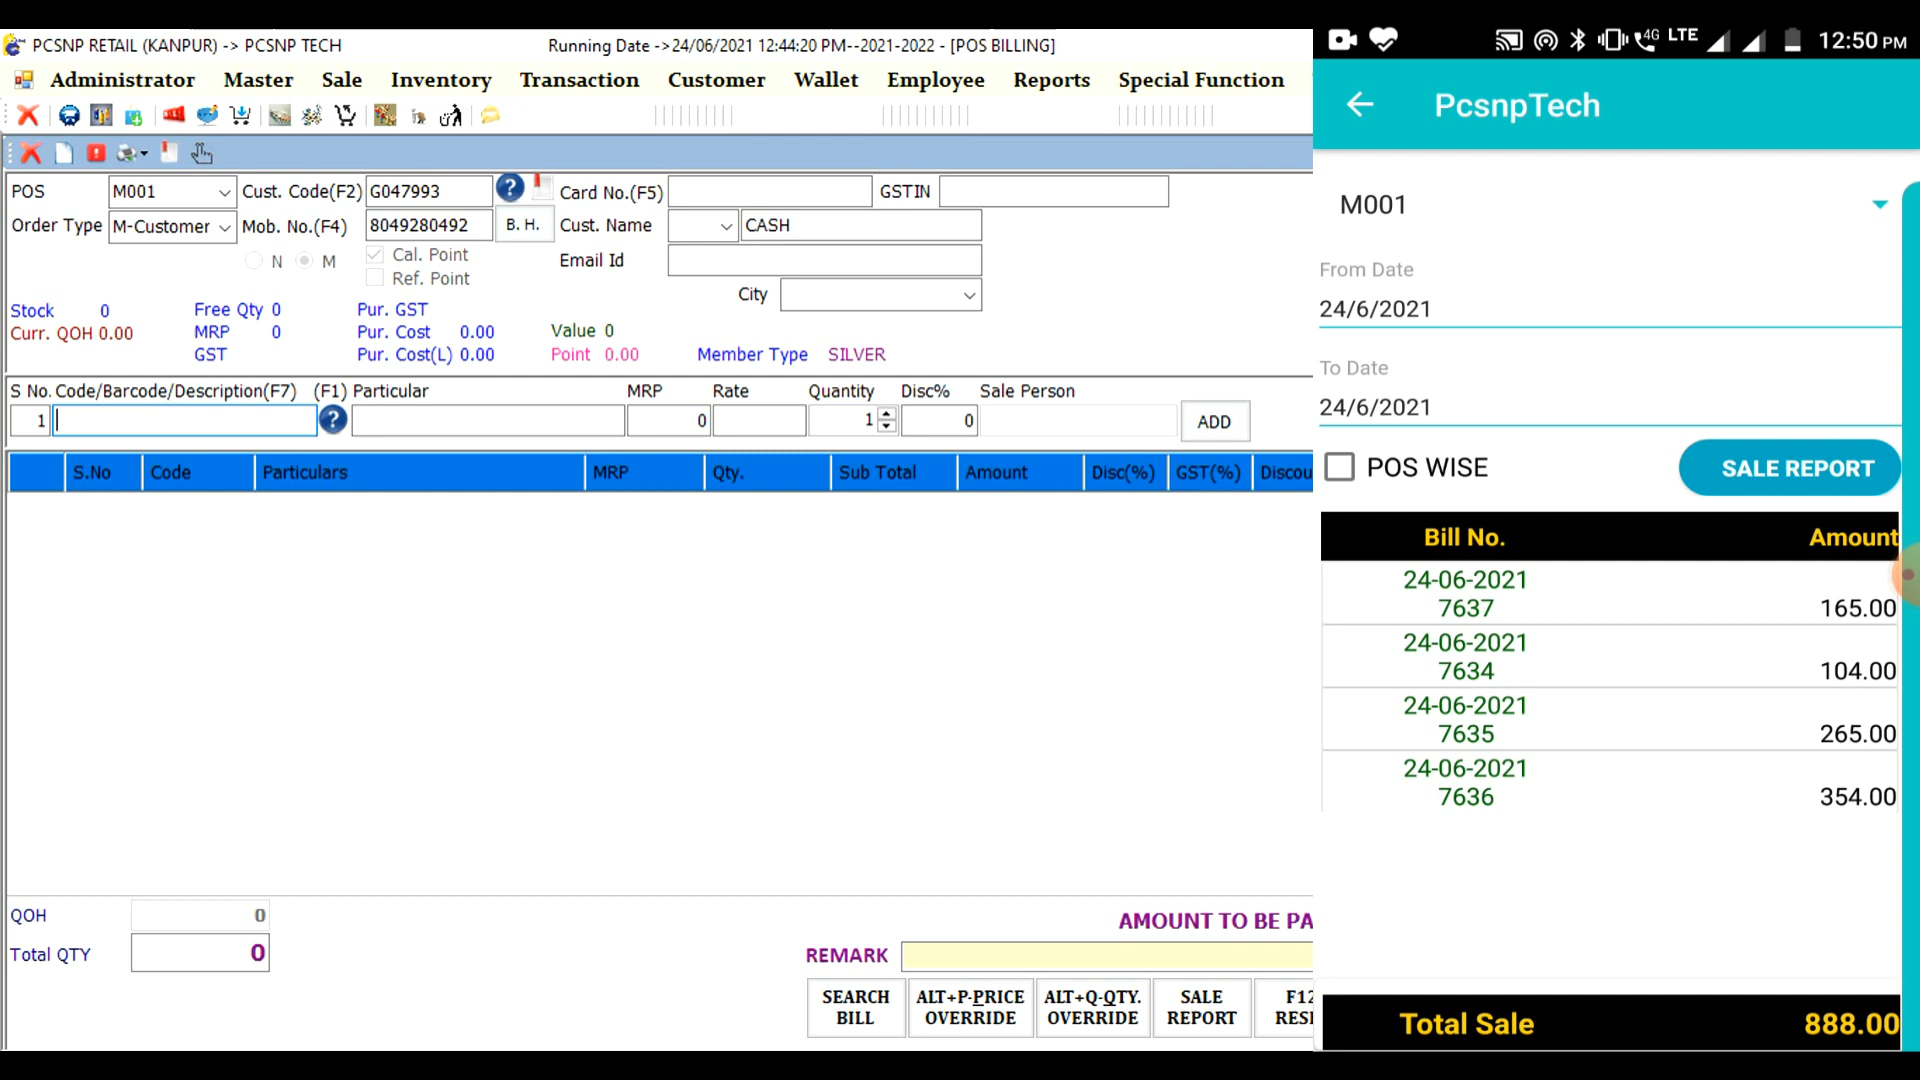 PCSNP RETAIL (KANPUR) -> PCSNP TECH
Running Date ->24/06/2021 12:44:20 PM--2021-2022 - [POS BILLING]
Administrator Master Sale Inventory Transaction Customer Wallet Employee Reports Special Function
POS M001 Cust. Code(F2) G047993 Card No.(F5) GSTIN
Order Type M-Customer Mob. No.(F4) 8049280492 B. H. Cust. Name CASH
N M Cal. Point Email Id
Ref. Point
City
Stock 0 Free Qty 0 Pur. GST
Curr. QOH 0.00 MRP 0 Pur. Cost 0.00 Value 0
GST Pur. Cost(L) 0.00 Point 0.00 Member Type SILVER
S No. Code/Barcode/Description(F7) (F1) Particular MRP Rate Quantity Disc% Sale Person
1 0 1 0 ADD
S.No Code Particulars MRP Qty. Sub Total Amount Disc(%) GST(%) Discou
QOH 0
AMOUNT TO BE PA
Total QTY 0 REMARK
SEARCH BILL
ALT+P-PRICE OVERRIDE
ALT+Q-QTY. OVERRIDE
SALE REPORT
F12
RESE
4G LTE 12:50 PM
PcsnpTech
M001
From Date
24/6/2021
To Date
24/6/2021
POS WISE SALE REPORT
Bill No. Amount
24-06-2021
7637 165.00
24-06-2021
7634 104.00
24-06-2021
7635 265.00
24-06-2021
7636 354.00
Total Sale 888.00